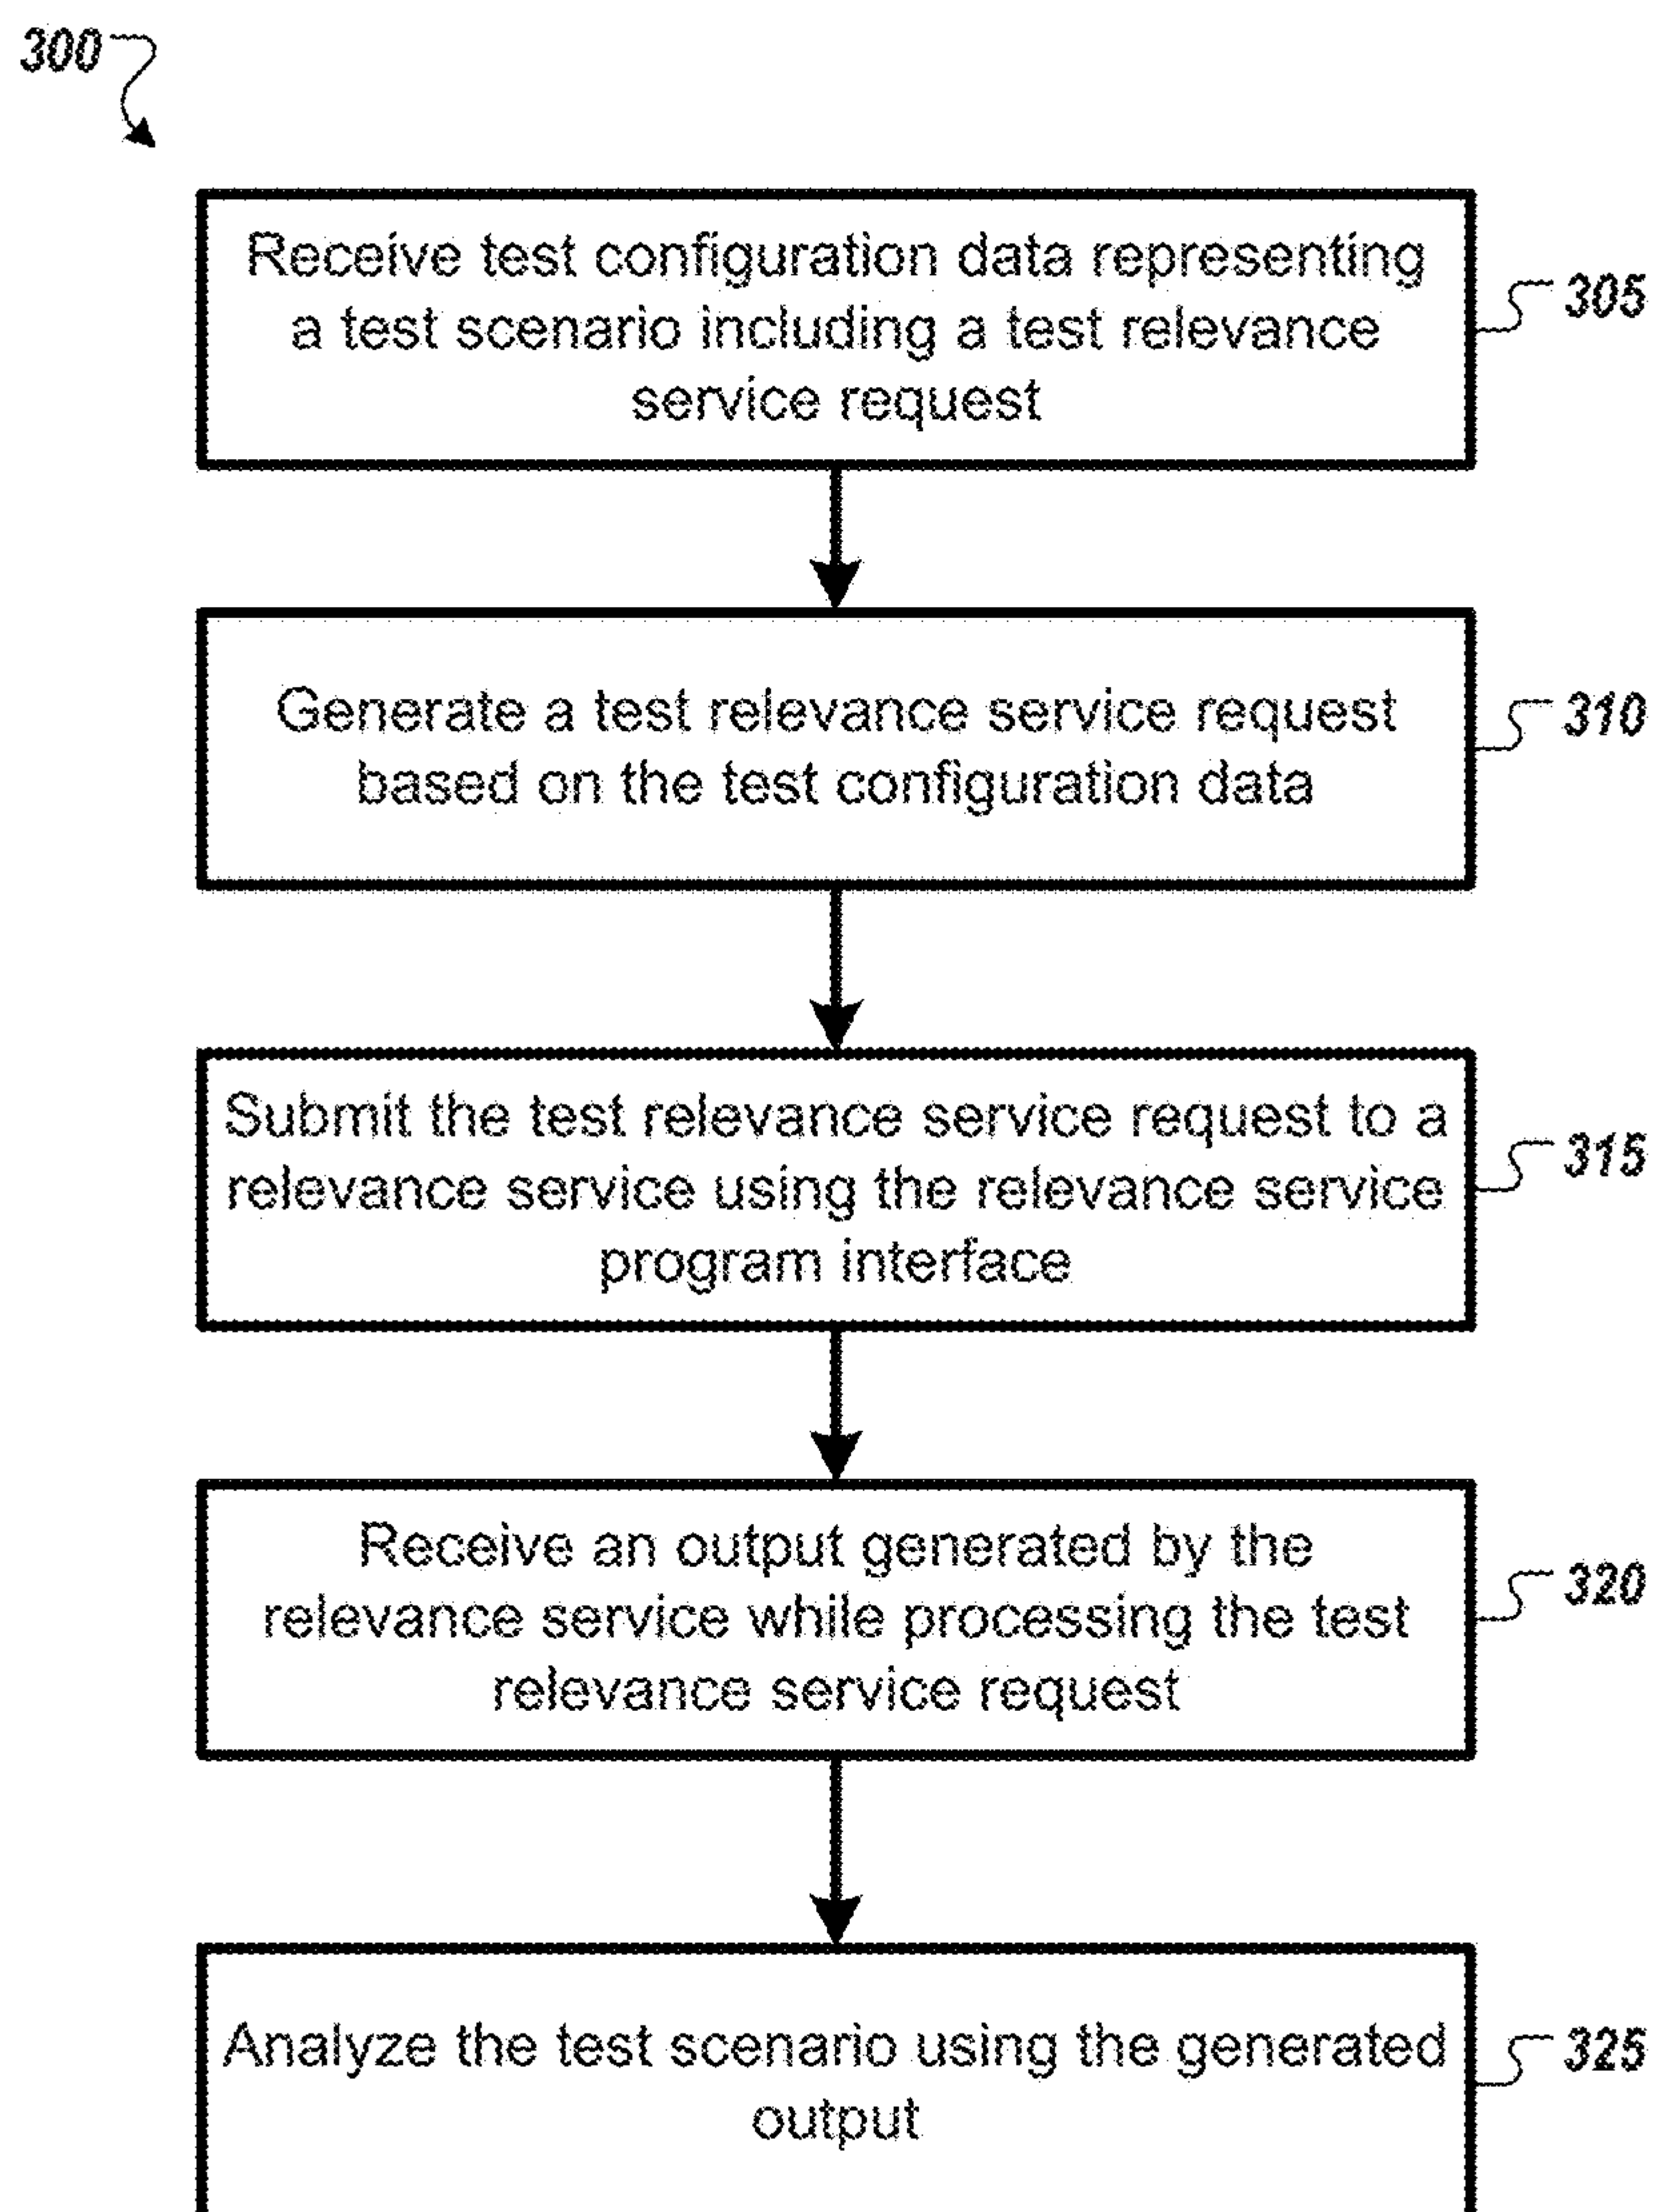 300
Receive test configuration data representing
a test scenario including a test relevance
service request
305
Generate a test relevance service request
based on the test configuration data
310
Submit the test relevance service request to a
relevance service using the relevance service
program interface
315
Receive an output generated by the
relevance service while processing the test
relevance service request
320
Analyze the test scenario using the generated
output
325